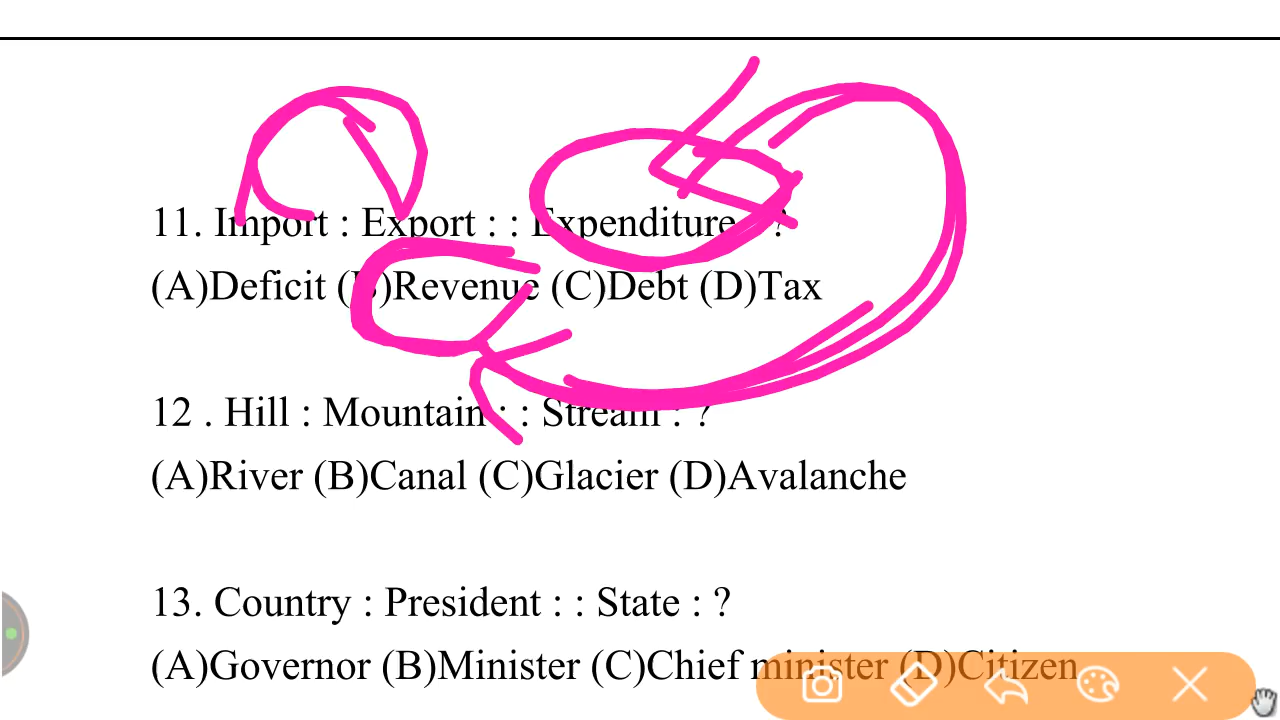 11. Import : Export : : Expenditure : ?
(A)Deficit (B)Revenue (C)Debt (D)Tax
12 . Hill : Mountain : : Stream : ?
(A)River (B)Canal (C)Glacier (D)Avalanche
13. Country : President : : State : ?
(A)Governor (B)Minister (C)Chief minister (D)Citizen